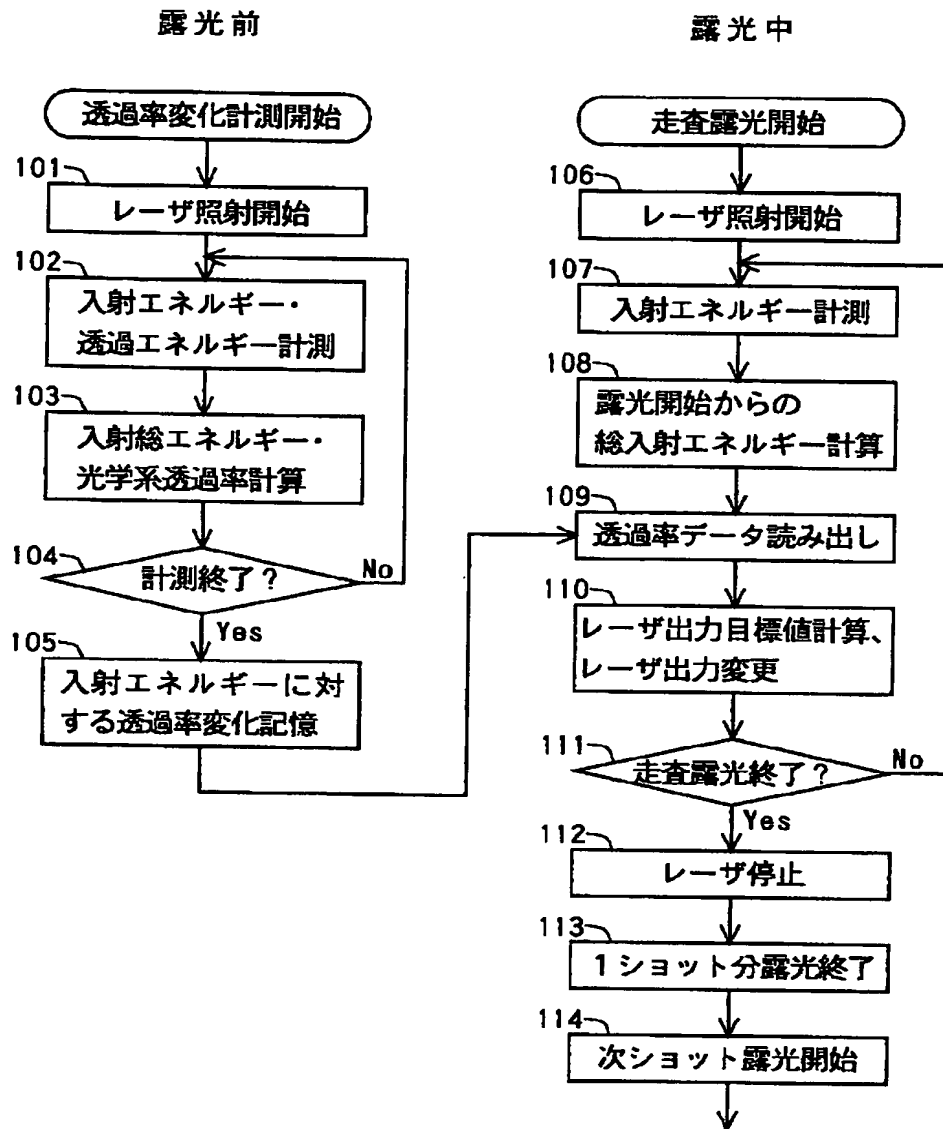 露光前
透過率変化計測開始
101
レーザ照射開始
102
入射エネルギー・
透過エネルギー計測
103
入射総エネルギー・
光学系透過率計算
104
計測終了？
No
Yes
105
入射エネルギーに対
する透過率変化記憶
露光中
走査露光開始
106
レーザ照射開始
107
入射エネルギー計測
108
露光開始からの
総入射エネルギー計算
109
透過率データ読み出し
110
レーザ出力目標値計算、
レーザ出力変更
111
走査露光終了？
No
Yes
112
レーザ停止
113
1ショット分露光終了
114
次ショット露光開始